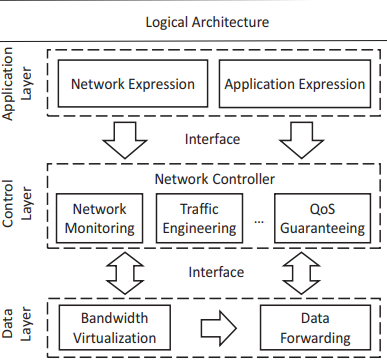 Logical Architecture
Application
Layer
Network Expression
Application Expression
Interface
Control
Layer
Network Controller
Network
Monitoring
Traffic
Engineering
...
QoS
Guaranteeing
Interface
Data
Layer
Bandwidth
Virtualization
Data
Forwarding